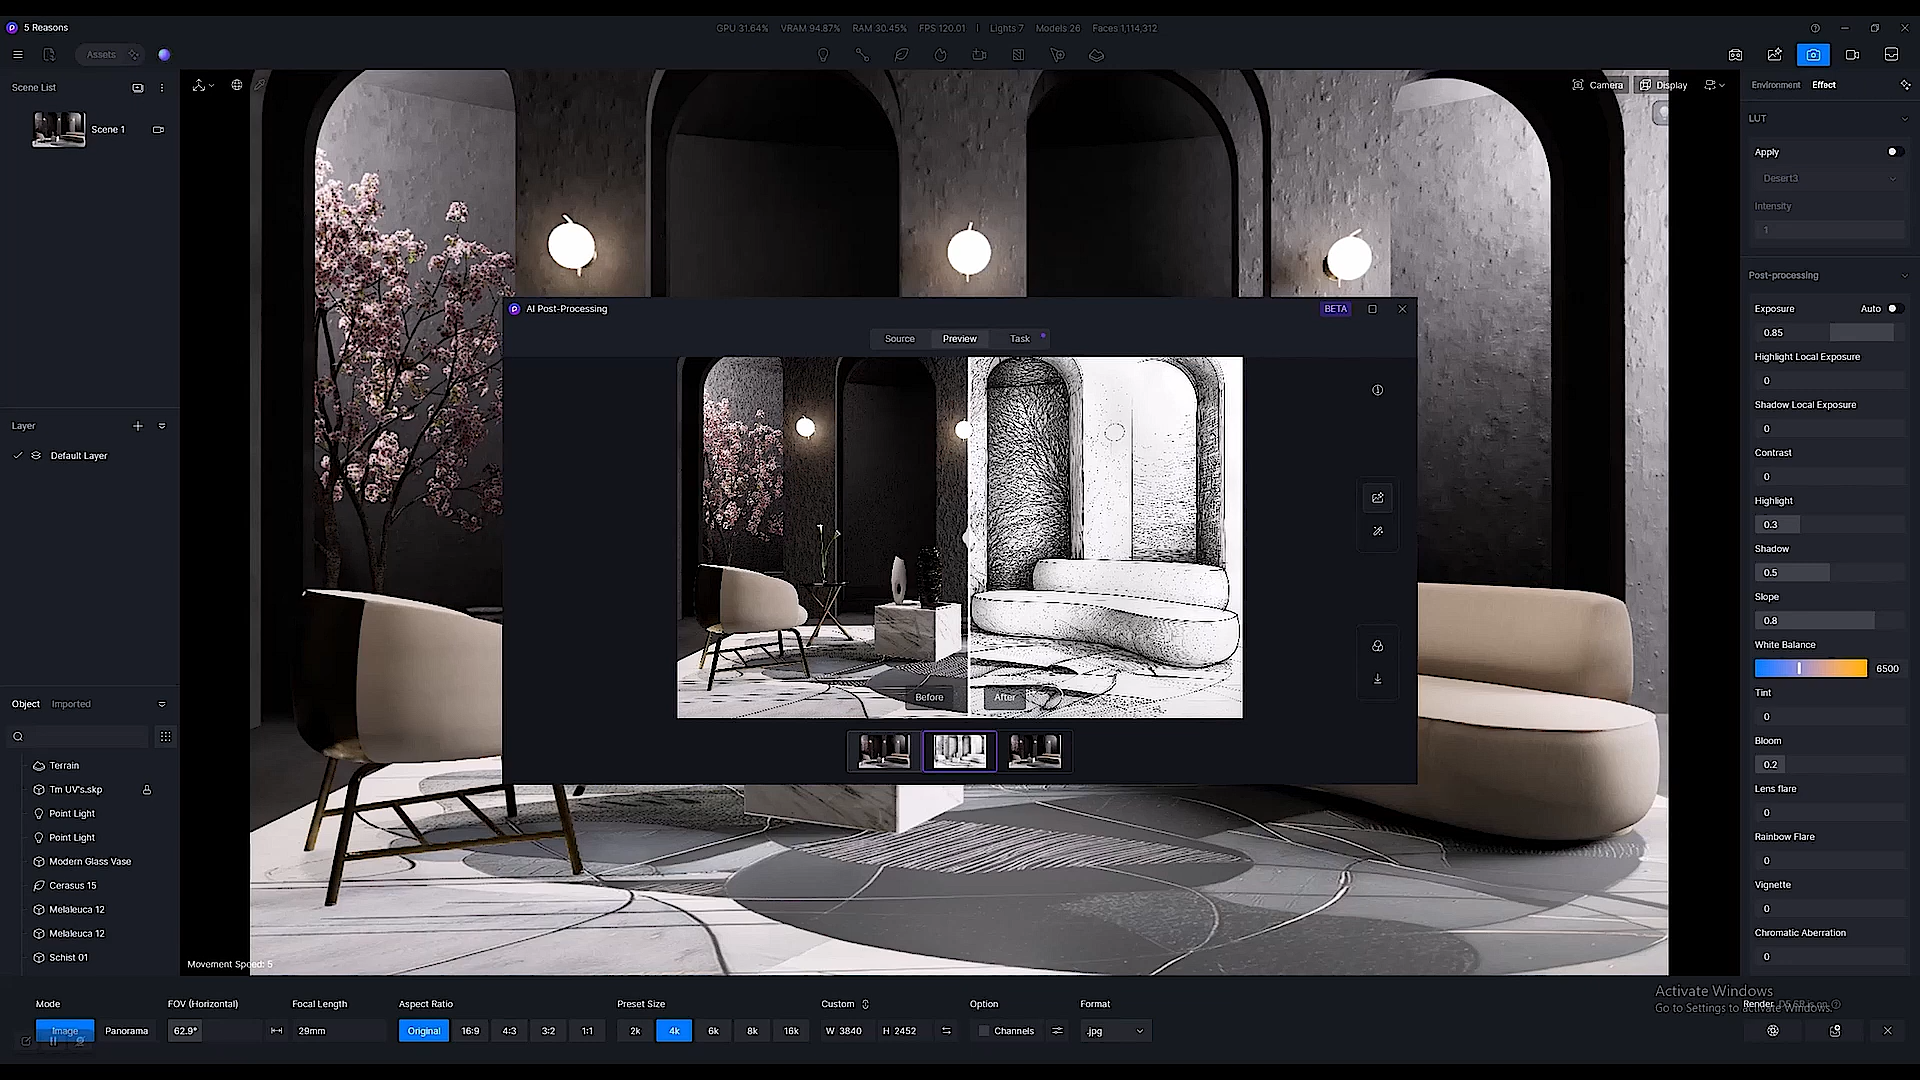 5 Reasons
GPU 31.64% VRAM 94.87% RAM 30.45% FPS 120.01 | Lights 7 Models 26 Faces 1,114,312
Assets
Scene List
Scene 1
Layer
Default Layer
Object Imported
Terrain
Tm UV's.skp
Point Light
Point Light
Modern Glass Vase
Cerasus 15
Melaleuca 12
Melaleuca 12
Schist 01
Camera Display
AI Post-Processing BETA
Source Preview Task
Before After
Movement Speed: 5
Environment Effect
LUT
Apply
Desert3
Intensity
1
Post-processing
Exposure Auto
0.85
Highlight Local Exposure
0
Shadow Local Exposure
0
Contrast
0
Highlight
0.3
Shadow
0.5
Slope
0.8
White Balance
6500
Tint
0
Bloom
0.2
Lens flare
0
Rainbow Flare
0
Vignette
0
Chromatic Aberration
0
Mode FOV (Horizontal) Focal Length Aspect Ratio Preset Size Custom Option Format
Image Panorama 62.9° 29mm Original 16:9 4:3 3:2 1:1 2k 4k 6k 8k 16k W 3840 H 2452 Channels .jpg
Activate Windows
Go to Settings to activate Windows.
Render D5 SR is on